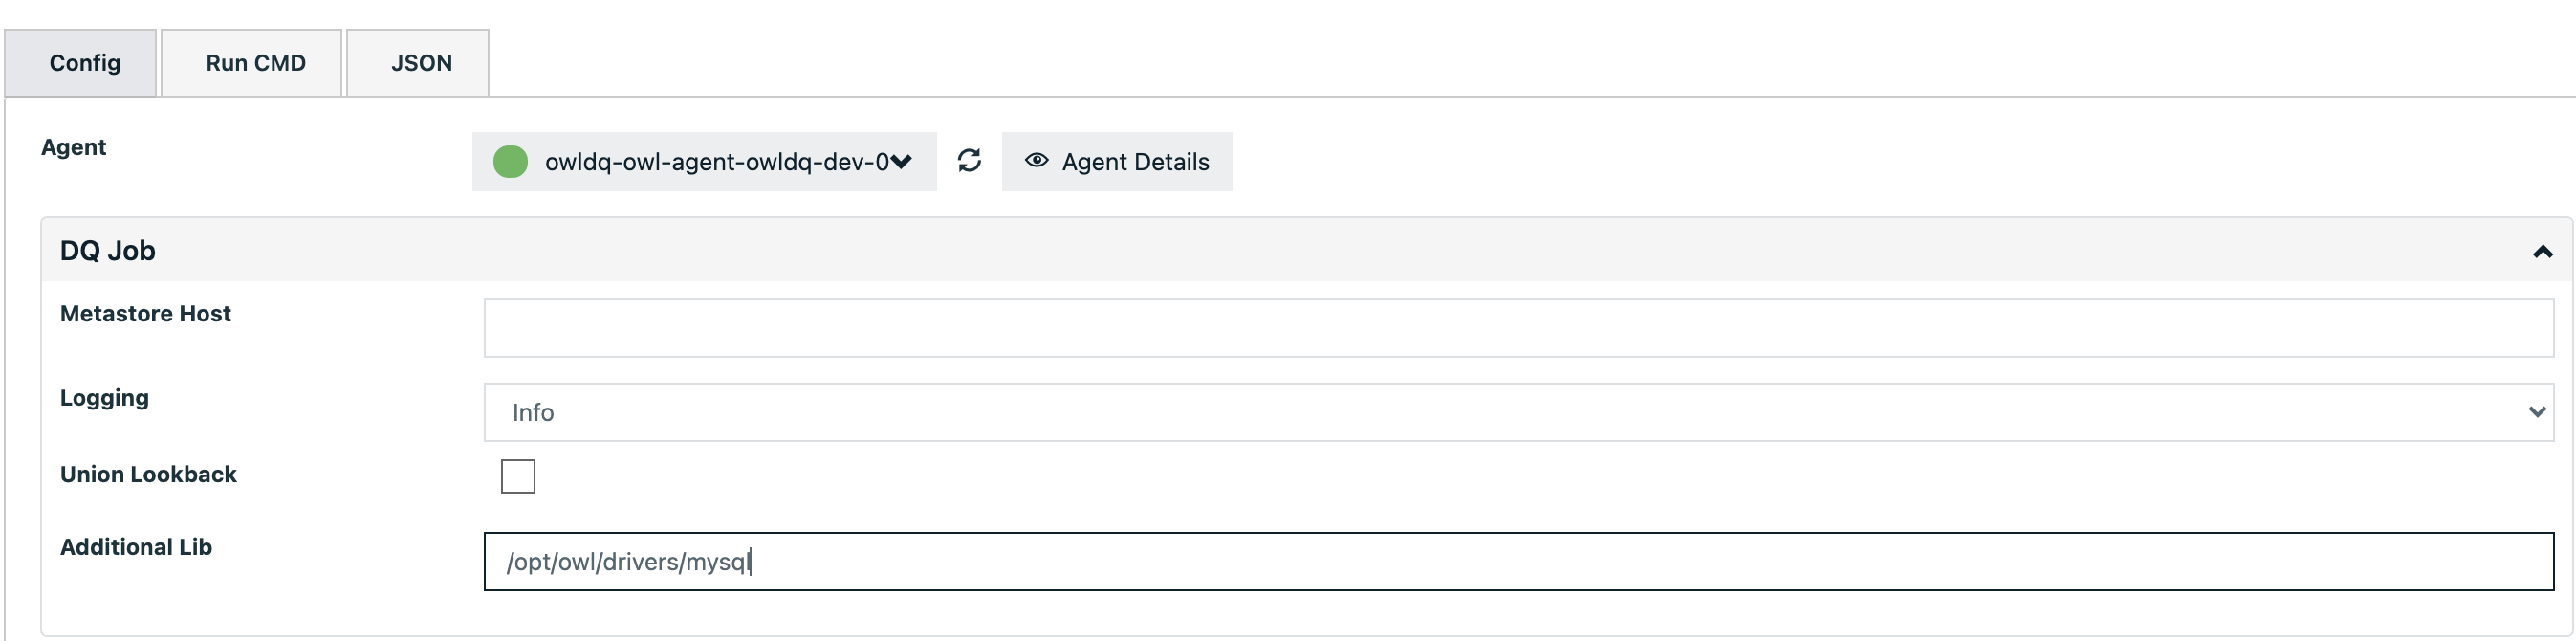 Config
Run CMD
JSON
Agent
owldq-owl-agent-owldq-dev-0
Agent Details
DQ Job
Metastore Host
Logging
Info
Union Lookback
Additional Lib
/opt/owl/drivers/mysql